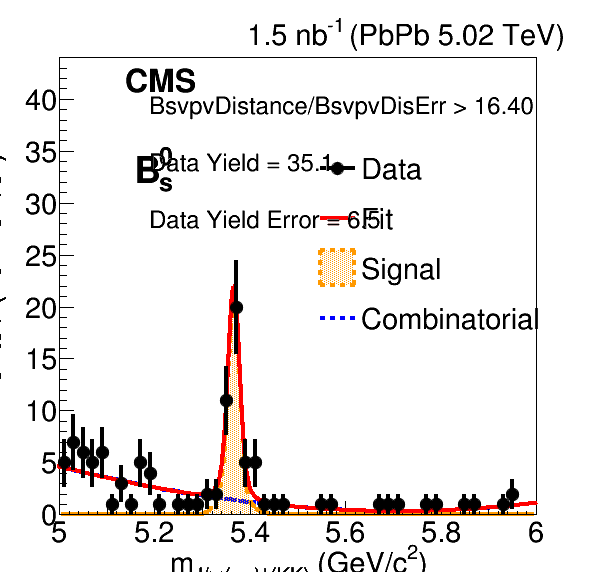 1.5 nb⁻¹ (PbPb 5.02 TeV)
CMS
BsvpvDistance/BsvpvDisErr > 16.40
B⁰ₛ
Data Yield = 35.1
Data
Data Yield Error = 6.5
Fit
Signal
Combinatorial
40
35
30
25
20
15
10
5
0
5 5.2 5.4 5.6 5.8 6
(GeV/c²)